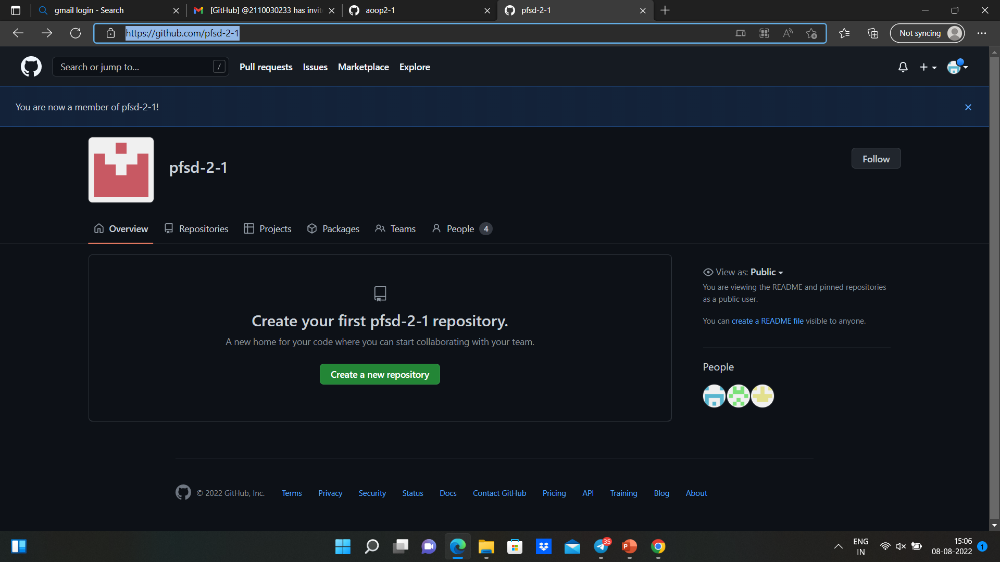 gmail login - Search
[GitHub] @2110030233 has invit
aoop2-1
pfsd-2-1
https://github.com/pfsd-2-1
Not syncing
Search or jump to...
/
Pull requests
Issues
Marketplace
Explore
You are now a member of pfsd-2-1!
pfsd-2-1
Follow
Overview
Repositories
Projects
Packages
Teams
People 4
Create your first pfsd-2-1 repository.
A new home for your code where you can start collaborating with your team.
Create a new repository
View as: Public
You are viewing the README and pinned repositories
as a public user.
You can create a README file visible to anyone.
People
© 2022 GitHub, Inc.
Terms
Privacy
Security
Status
Docs
Contact GitHub
Pricing
API
Training
Blog
About
35
ENG
IN
15:06
08-08-2022
1